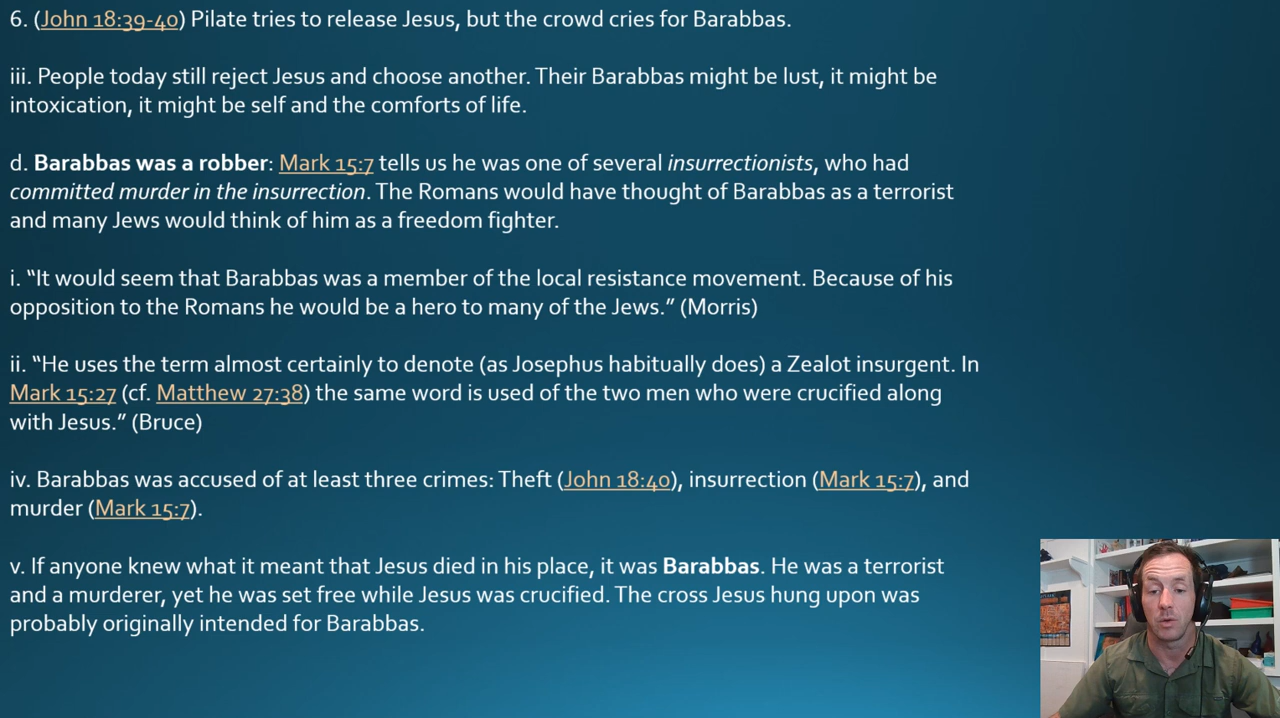 6. (John 18:39-40) Pilate tries to release Jesus, but the crowd cries for Barabbas.
iii. People today still reject Jesus and choose another. Their Barabbas might be lust, it might be
intoxication, it might be self and the comforts of life.
d. Barabbas was a robber: Mark 15:7 tells us he was one of several insurrectionists, who had
committed murder in the insurrection. The Romans would have thought of Barabbas as a terrorist
and many Jews would think of him as a freedom fighter.
i. “It would seem that Barabbas was a member of the local resistance movement. Because of his
opposition to the Romans he would be a hero to many of the Jews.” (Morris)
ii. “He uses the term almost certainly to denote (as Josephus habitually does) a Zealot insurgent. In
Mark 15:27 (cf. Matthew 27:38) the same word is used of the two men who were crucified along
with Jesus.” (Bruce)
iv. Barabbas was accused of at least three crimes: Theft (John 18:40), insurrection (Mark 15:7), and
murder (Mark 15:7).
v. If anyone knew what it meant that Jesus died in his place, it was Barabbas. He was a terrorist
and a murderer, yet he was set free while Jesus was crucified. The cross Jesus hung upon was
probably originally intended for Barabbas.